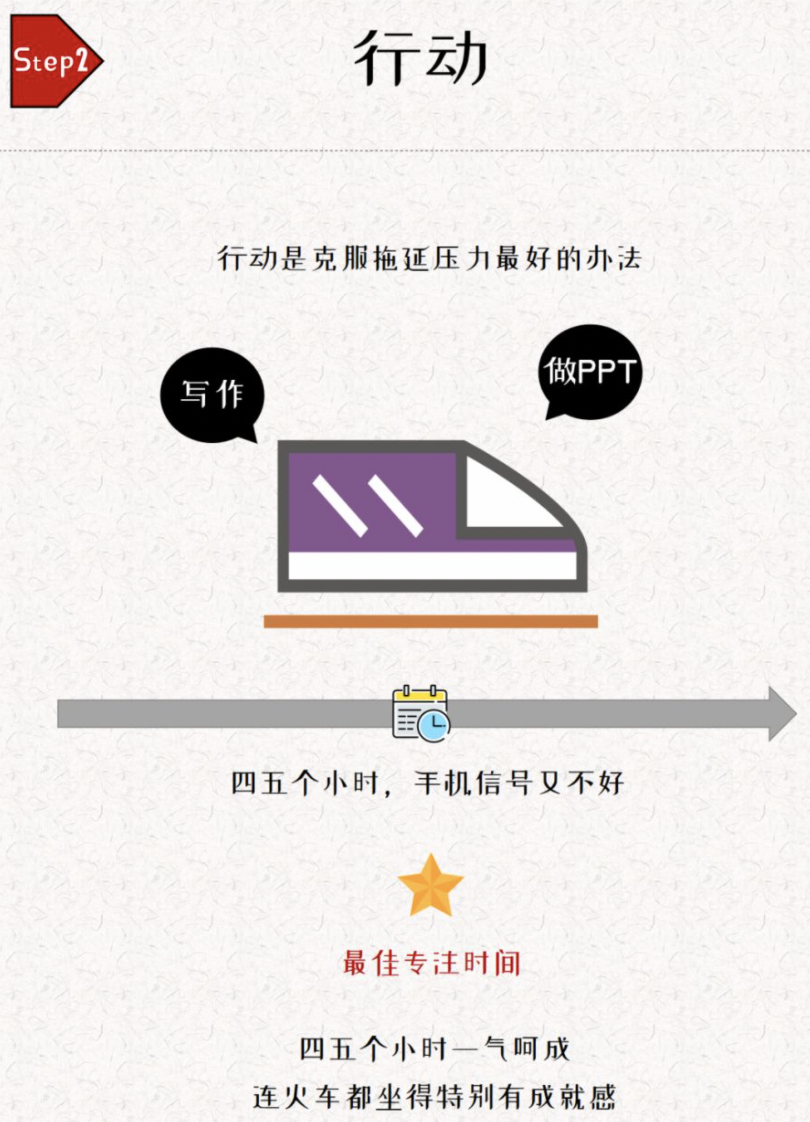 Step2
行动
行动是克服拖延压力最好的办法
写作
做PPT
四五个小时，手机信号又不好
最佳专注时间
四五个小时一气呵成
连火车都坐得特别有成就感